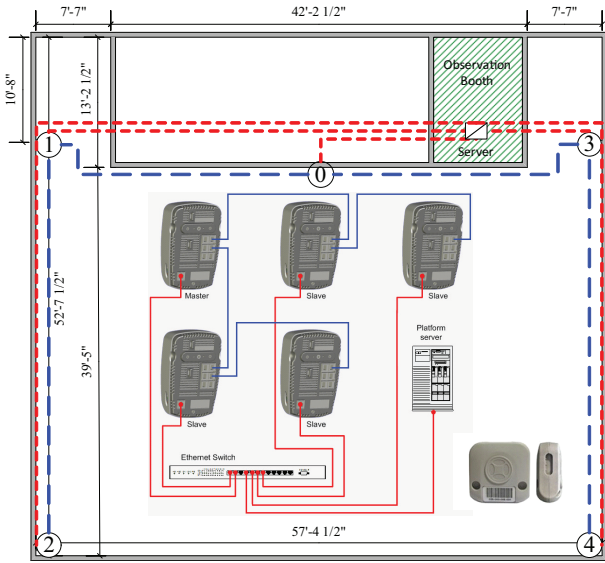 7'-7"
42'-2 1/2"
7'-7"
10'-8"
13'-2 1/2"
Observation
Booth
Server
1
3
0
52'-7 1/2"
39'-5"
Master
Slave
Slave
Slave
Slave
Platform
server
Ethernet Switch
57'-4 1/2"
2
4